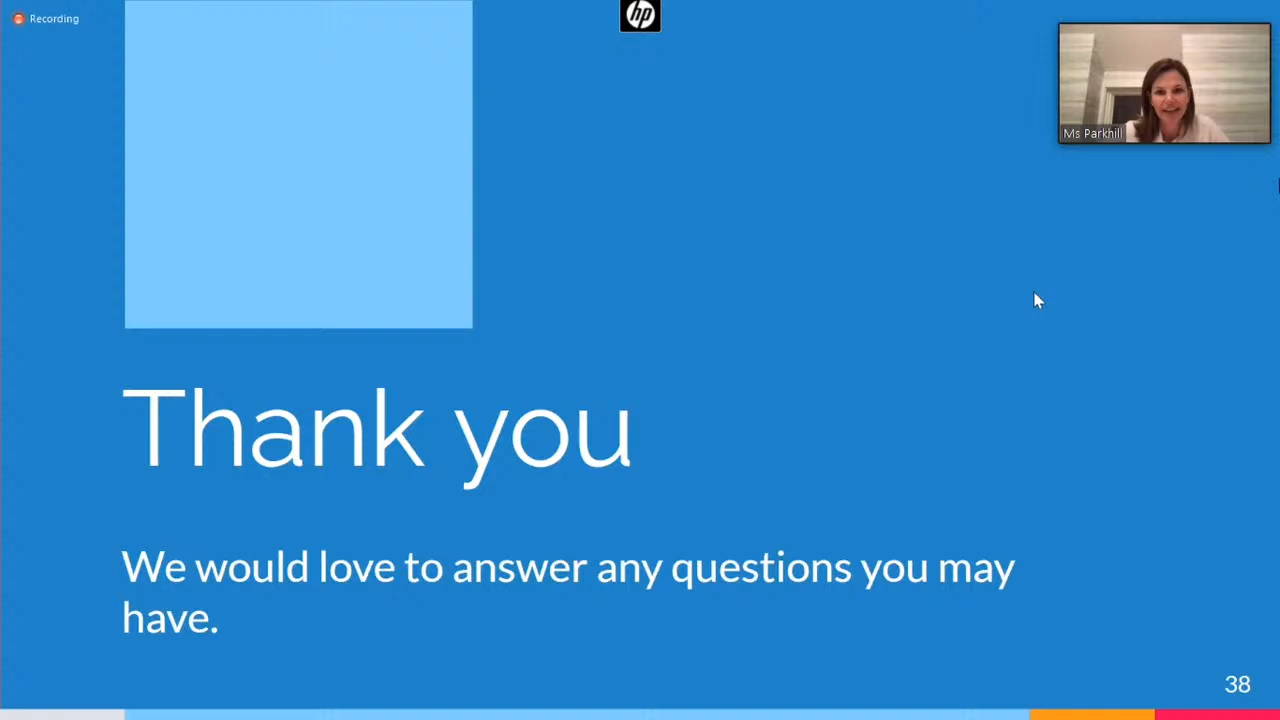 Recording
hp
Ms Parkhill
Thank you
We would love to answer any questions you may
have.
38